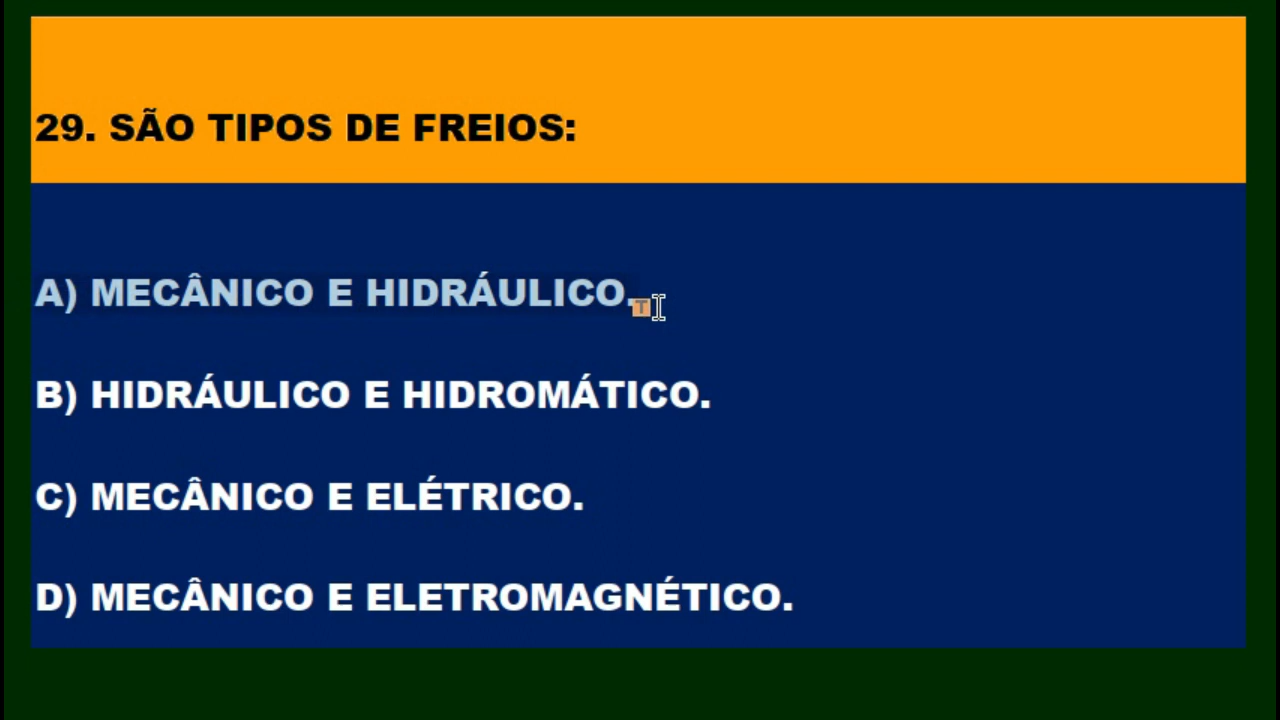 29. SÃO TIPOS DE FREIOS:
A) MECÂNICO E HIDRÁULICO.
T
B) HIDRÁULICO E HIDROMÁTICO.
C) MECÂNICO E ELÉTRICO.
D) MECÂNICO E ELETROMAGNÉTICO.